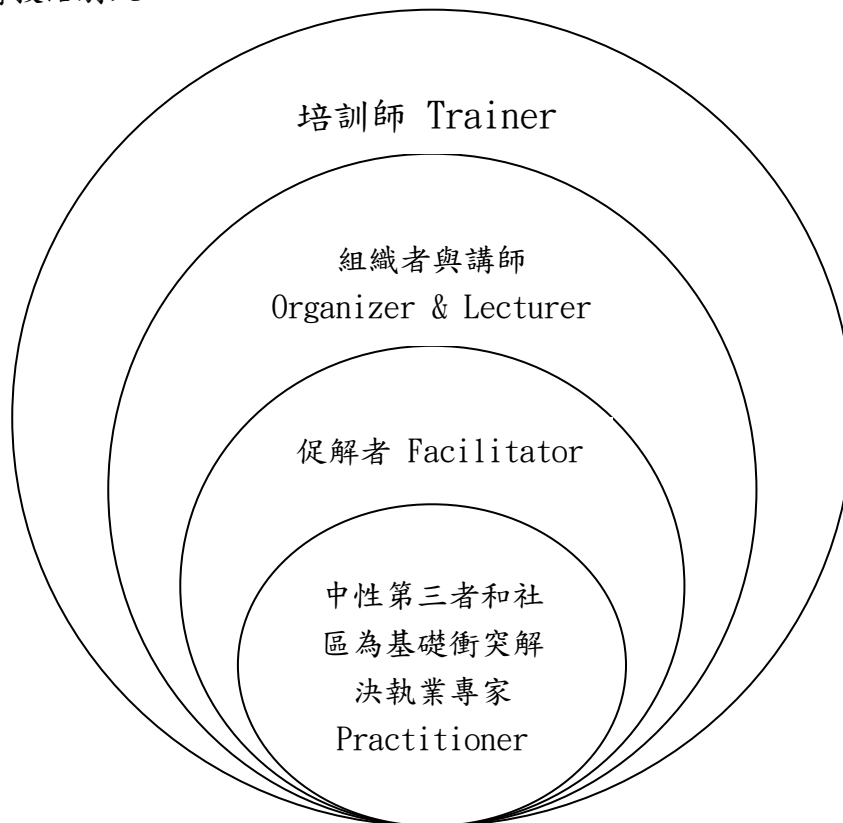 培訓師 Trainer
組織者與講師
Organizer & Lecturer
促解者 Facilitator
中性第三者和社
區為基礎衝突解
決執業專家
Practitioner